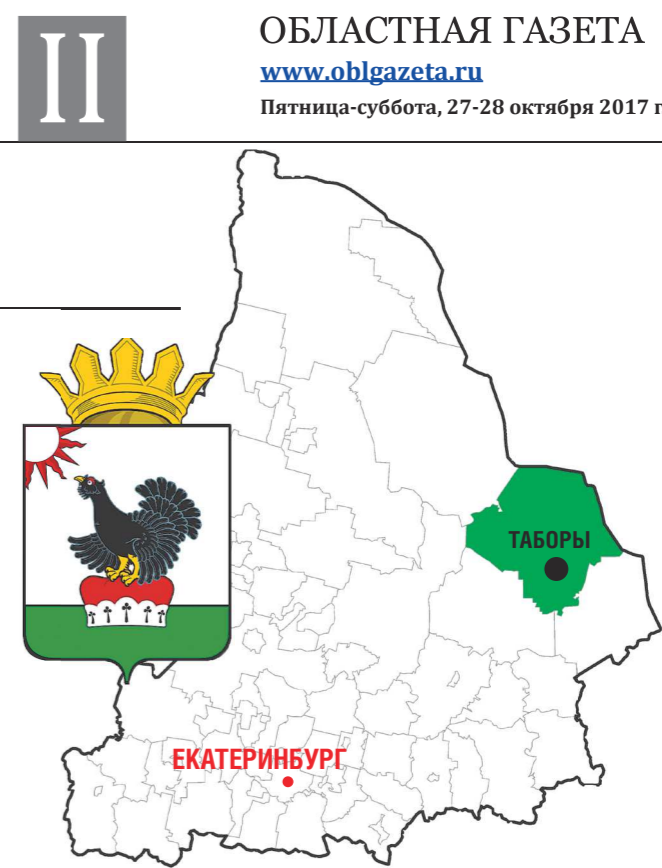 II
ОБЛАСТНАЯ ГАЗЕТА
www.oblgazeta.ru
Пятница-суббота, 27-28 октября 2017 г
ТАБОРЫ
ЕКАТЕРИНБУРГ